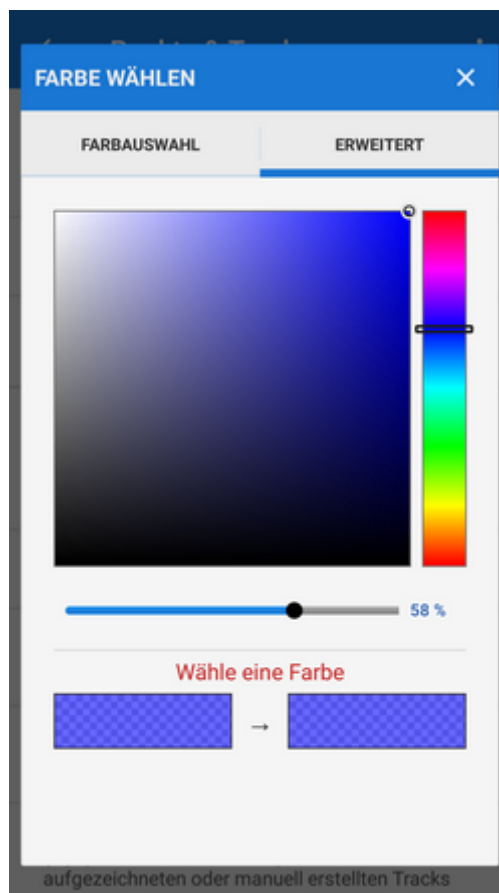 FARBE WÄHLEN
FARBAUSWAHL
ERWEITERT
58 %
Wähle eine Farbe
→
aufgezeichneten oder manuell erstellten Tracks